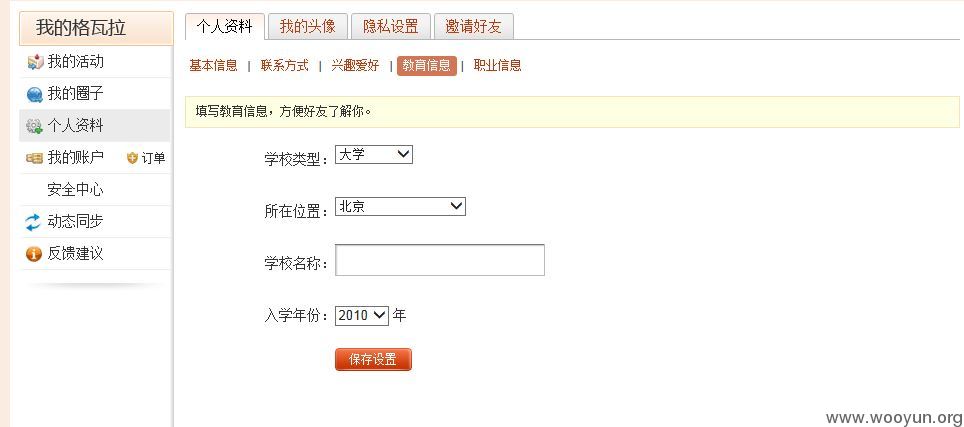 我的格瓦拉
我的活动
我的圈子
个人资料
我的账户 订单
安全中心
动态同步
反馈建议
个人资料 我的头像 隐私设置 邀请好友
基本信息 | 联系方式 | 兴趣爱好 | 教育信息 | 职业信息
填写教育信息，方便好友了解你。
学校类型： 大学
所在位置： 北京
学校名称：
入学年份： 2010 年
保存设置
www.wooyun.org